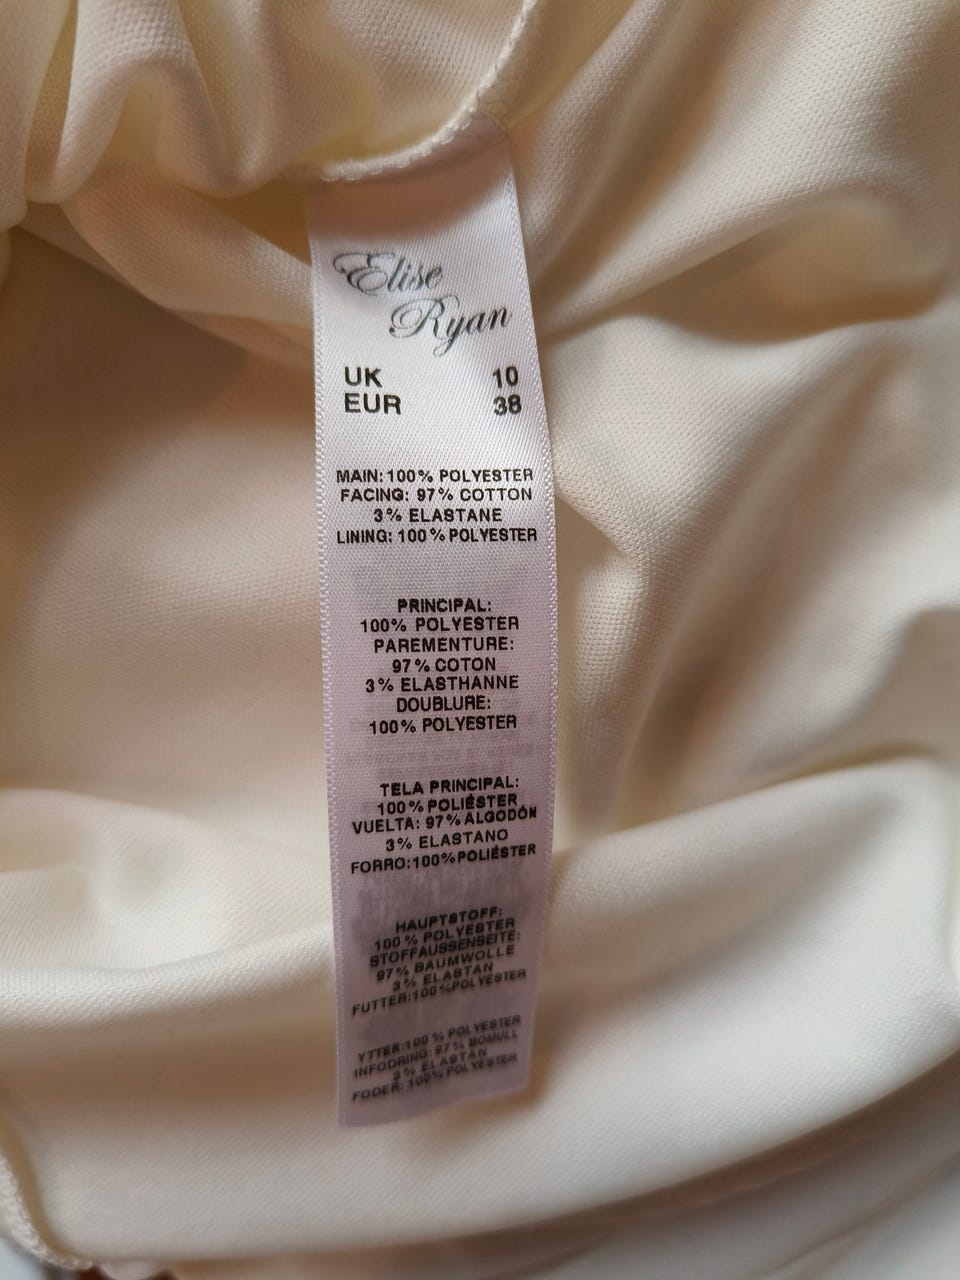 Elise
Ryan
UK 10
EUR 38
MAIN: 100% POLYESTER
FACING: 97% COTTON
3% ELASTANE
LINING: 100% POLYESTER
PRINCIPAL:
100% POLYESTER
PAREMENTURE:
97% COTON
3% ELASTHANNE
DOUBLURE:
100% POLYESTER
TELA PRINCIPAL:
100% POLIÉSTER
VUELTA: 97% ALGODÓN
3% ELASTANO
FORRO: 100% POLIÉSTER
HAUPTSTOFF:
100% POLYESTER
STOFFAUSSENSEITE:
97% BAUMWOLLE
3% ELASTAN
FUTTER: 100% POLYESTER
YTTER: 100% POLYESTER
INFODRING: 97% BOMULL
3% ELASTAN
FODER: 100% POLYESTER